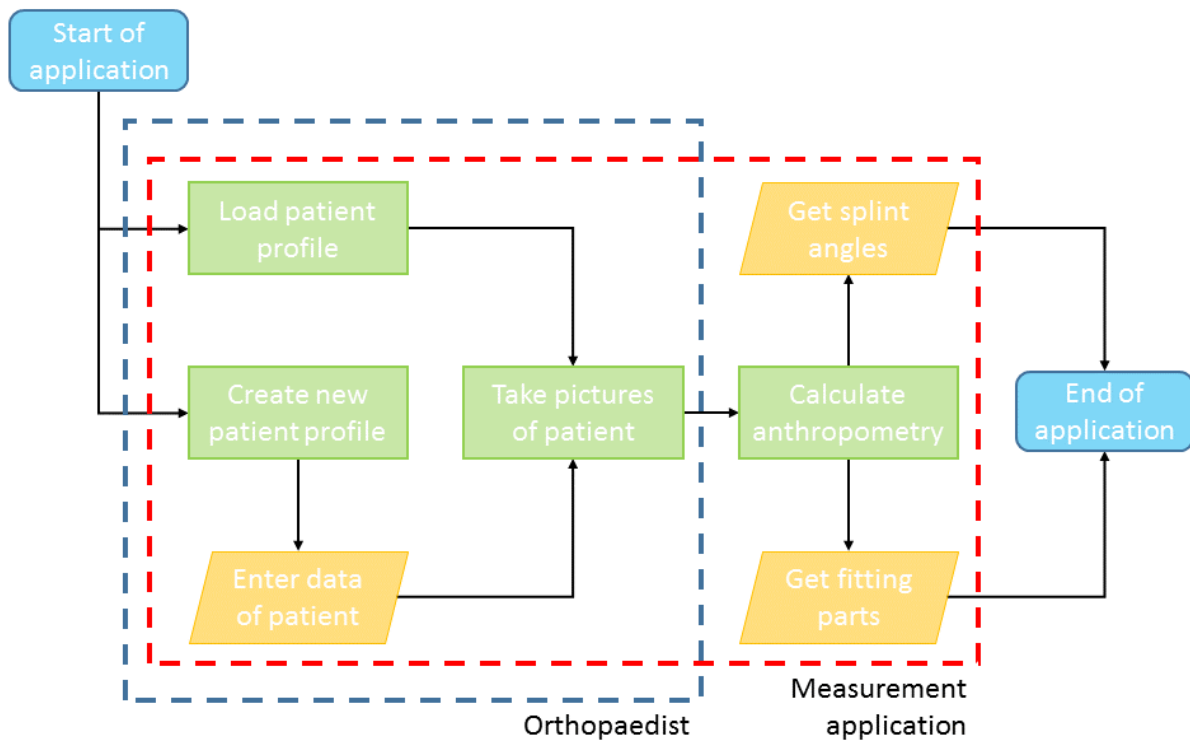 Start of
application
Load patient
profile
Get splint
angles
Create new
patient profile
Take pictures
of patient
Calculate
anthropometry
End of
application
Enter data
of patient
Get fitting
parts
Measurement
application
Orthopaedist